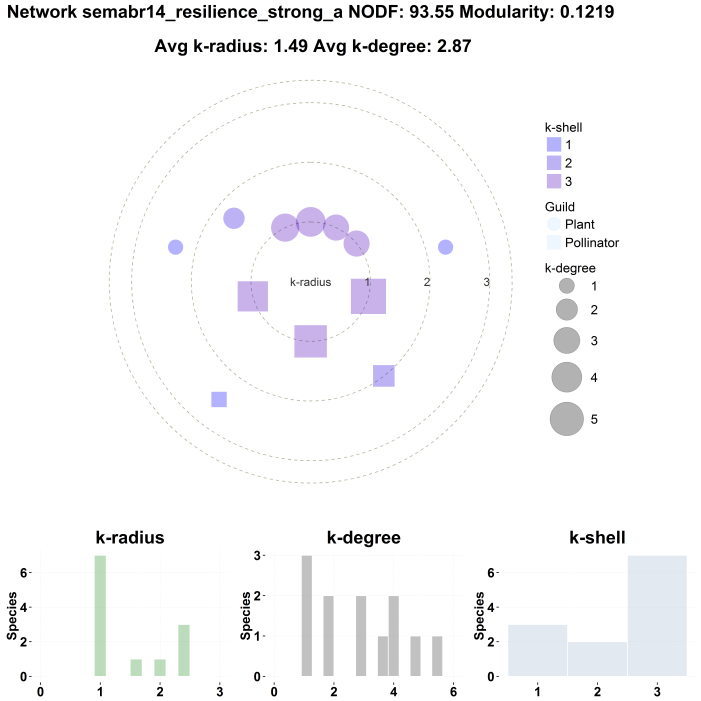 Network semabr14_resilience_strong_a NODF: 93.55 Modularity: 0.1219
Avg k-radius: 1.49 Avg k-degree: 2.87
k-shell
1
2
3
Guild
Plant
Pollinator
k-degree
1
2
3
4
5
k-radius
1
2
3
k-radius
Species
6
4
2
0
0 1 2 3
k-degree
Species
3
2
1
0
0 2 4 6
k-shell
Species
6
4
2
0
1 2 3